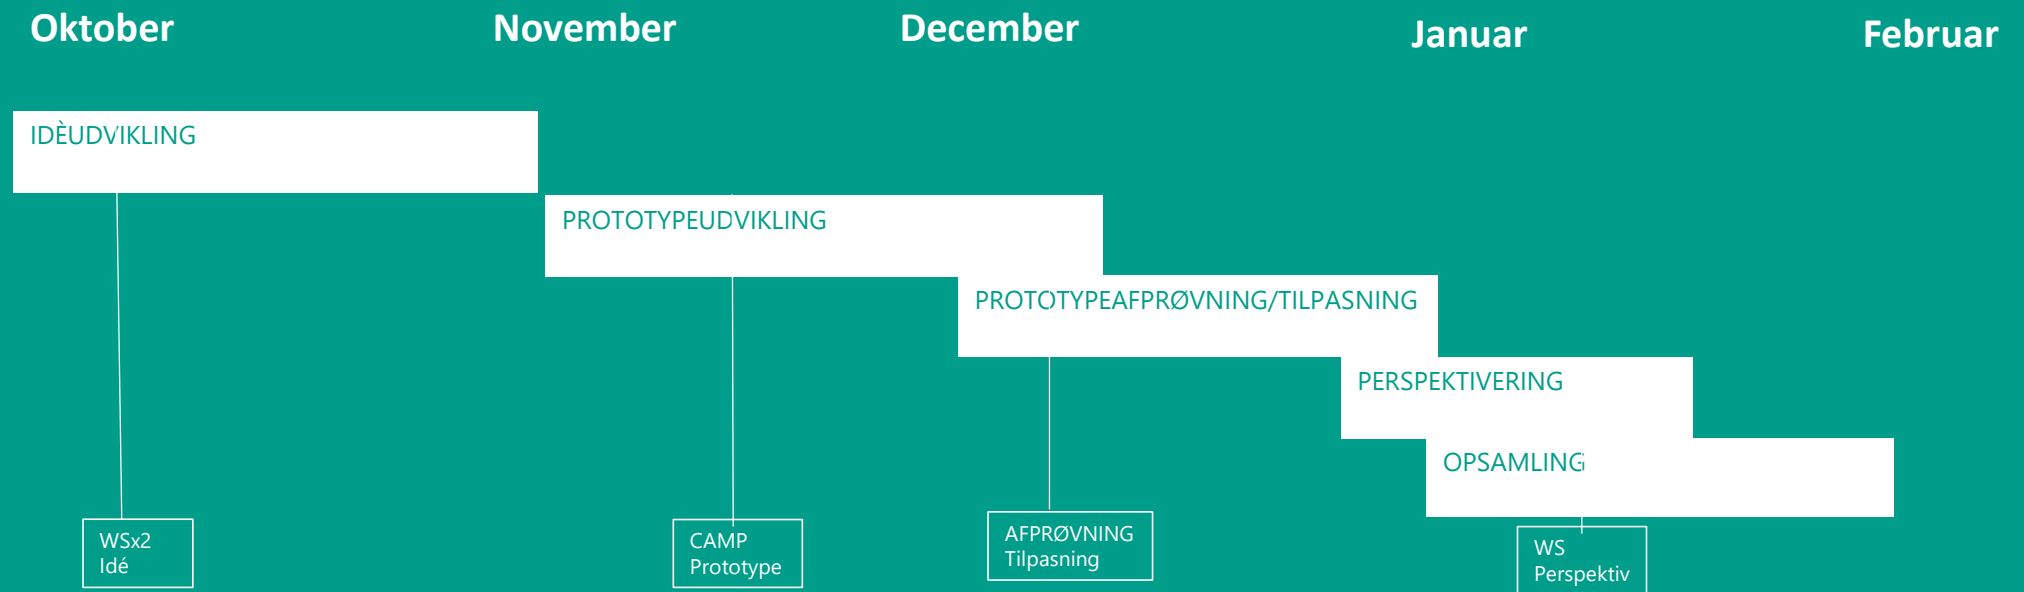 Oktober
November
December
Januar
Februar
IDÈUDVIKLING
PROTOTYPEUDVIKLING
PROTOTYPEAFPRØVNING/TILPASNING
PERSPEKTIVERING
OPSAMLING
WSx2
Idé
CAMP
Prototype
AFPRØVNING
Tilpasning
WS
Perspektiv